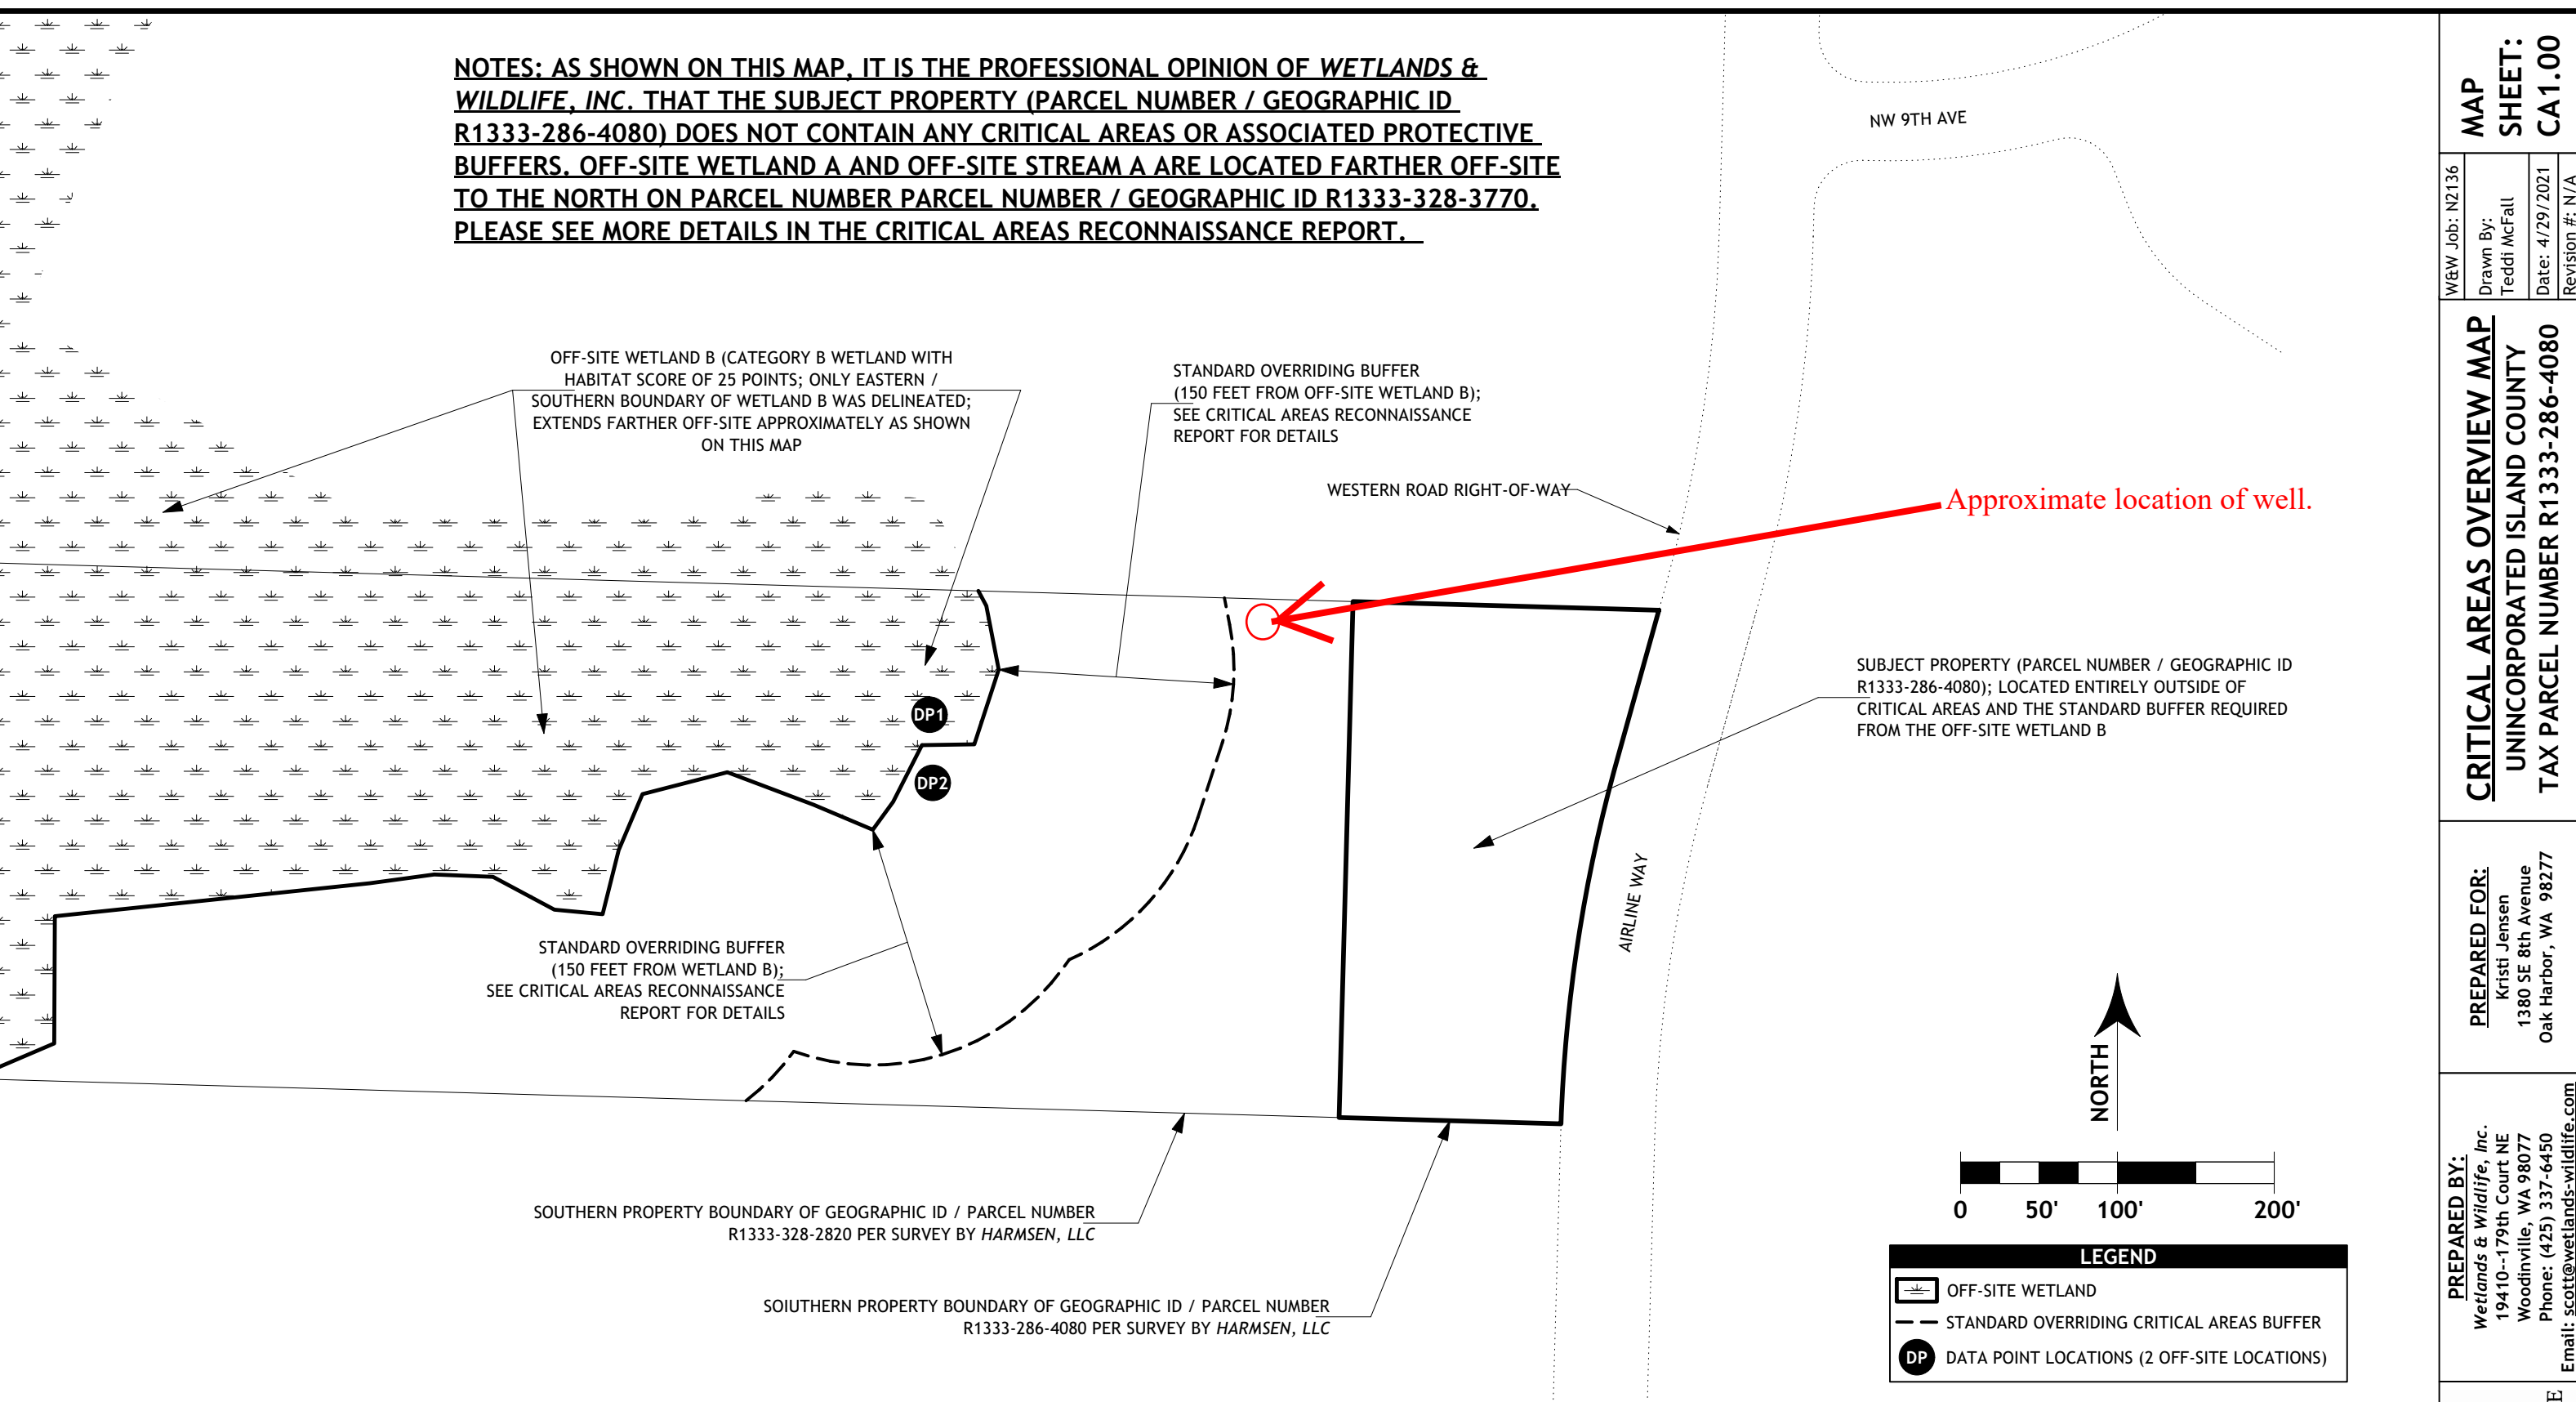 NOTES: AS SHOWN ON THIS MAP, IT IS THE PROFESSIONAL OPINION OF WETLANDS &
WILDLIFE, INC. THAT THE SUBJECT PROPERTY (PARCEL NUMBER / GEOGRAPHIC ID
R1333-286-4080) DOES NOT CONTAIN ANY CRITICAL AREAS OR ASSOCIATED PROTECTIVE
BUFFERS. OFF-SITE WETLAND A AND OFF-SITE STREAM A ARE LOCATED FARTHER OFF-SITE
TO THE NORTH ON PARCEL NUMBER PARCEL NUMBER / GEOGRAPHIC ID R1333-328-3770.
PLEASE SEE MORE DETAILS IN THE CRITICAL AREAS RECONNAISSANCE REPORT.
NW 9TH AVE
OFF-SITE WETLAND B (CATEGORY B WETLAND WITH
HABITAT SCORE OF 25 POINTS; ONLY EASTERN /
SOUTHERN BOUNDARY OF WETLAND B WAS DELINEATED;
EXTENDS FARTHER OFF-SITE APPROXIMATELY AS SHOWN
ON THIS MAP
STANDARD OVERRIDING BUFFER
(150 FEET FROM OFF-SITE WETLAND B);
SEE CRITICAL AREAS RECONNAISSANCE
REPORT FOR DETAILS
WESTERN ROAD RIGHT-OF-WAY
Approximate location of well.
SUBJECT PROPERTY (PARCEL NUMBER / GEOGRAPHIC ID
R1333-286-4080); LOCATED ENTIRELY OUTSIDE OF
CRITICAL AREAS AND THE STANDARD BUFFER REQUIRED
FROM THE OFF-SITE WETLAND B
DP1
DP2
AIRLINE WAY
STANDARD OVERRIDING BUFFER
(150 FEET FROM WETLAND B);
SEE CRITICAL AREAS RECONNAISSANCE
REPORT FOR DETAILS
SOUTHERN PROPERTY BOUNDARY OF GEOGRAPHIC ID / PARCEL NUMBER
R1333-328-2820 PER SURVEY BY HARMSEN, LLC
SOIUTHERN PROPERTY BOUNDARY OF GEOGRAPHIC ID / PARCEL NUMBER
R1333-286-4080 PER SURVEY BY HARMSEN, LLC
NORTH
0 50' 100' 200'
LEGEND
OFF-SITE WETLAND
STANDARD OVERRIDING CRITICAL AREAS BUFFER
DP DATA POINT LOCATIONS (2 OFF-SITE LOCATIONS)
MAP
SHEET:
CA1.00
W&W Job: N2136
Drawn By:
Teddi McFall
Date: 4/29/2021
Revision #: N/A
CRITICAL AREAS OVERVIEW MAP
UNINCORPORATED ISLAND COUNTY
TAX PARCEL NUMBER R1333-286-4080
PREPARED FOR:
Kristi Jensen
1380 SE 8th Avenue
Oak Harbor, WA 98277
PREPARED BY:
Wetlands & Wildlife, Inc.
19410--179th Court NE
Woodinville, WA 98077
Phone: (425) 337-6450
Email: scott@wetlands-wildlife.com